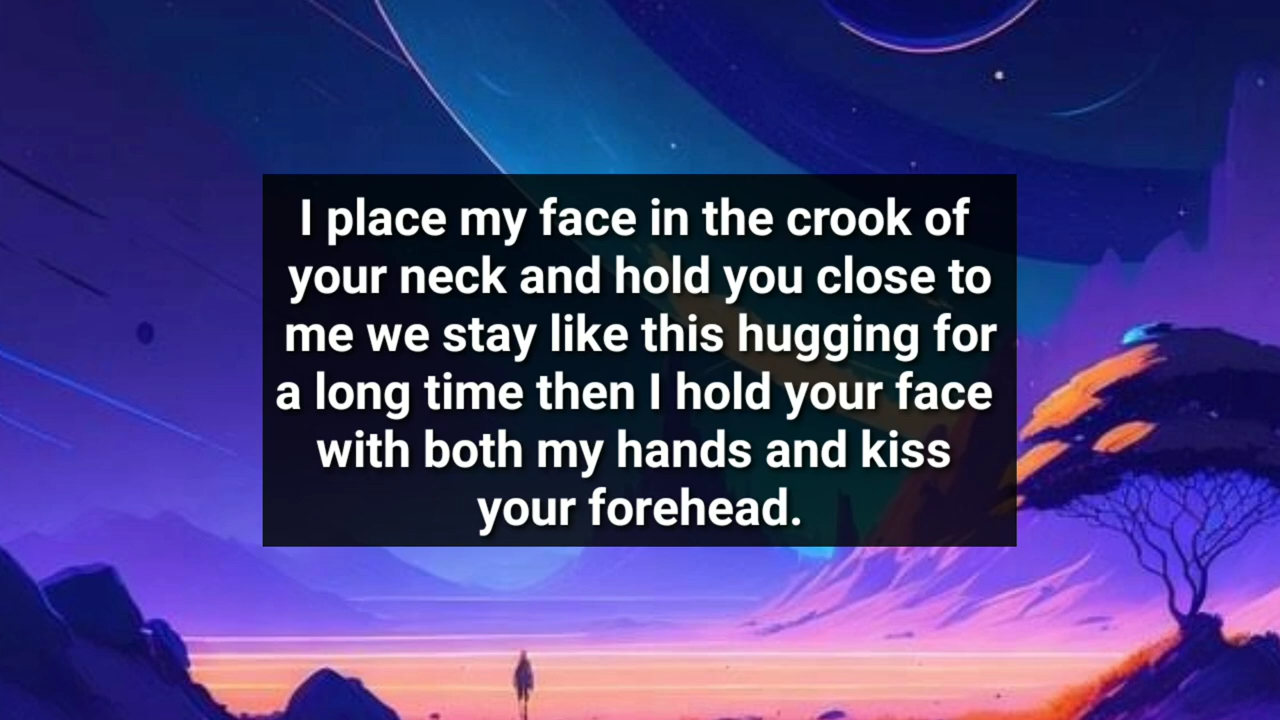 I place my face in the crook of
your neck and hold you close to
me we stay like this hugging for
a long time then I hold your face
with both my hands and kiss
your forehead.